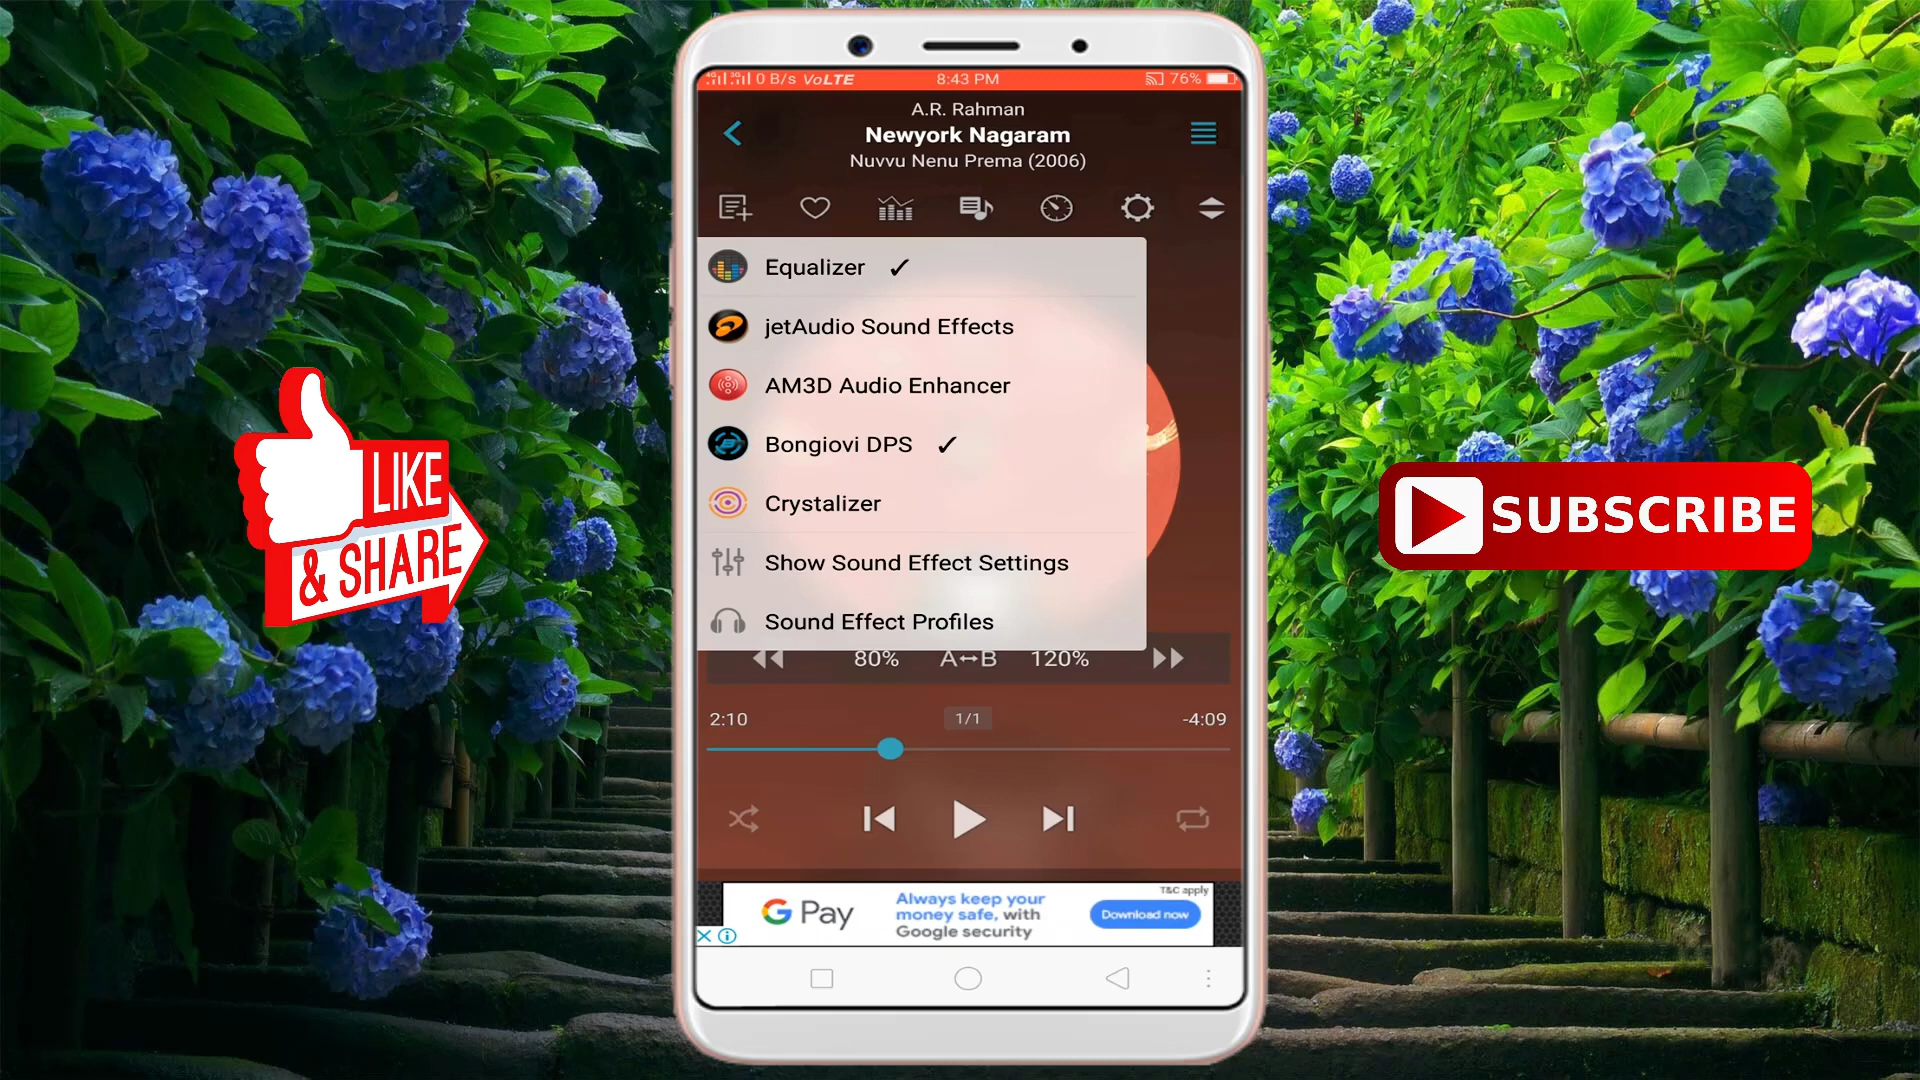 4G 3G 0 B/s VoLTE 8:43 PM 76%
A.R. Rahman
Newyork Nagaram
Nuvvu Nenu Prema (2006)
Equalizer ✓
jetAudio Sound Effects
AM3D Audio Enhancer
Bongiovi DPS ✓
Crystalizer
Show Sound Effect Settings
Sound Effect Profiles
80% A↔B 120%
2:10 1/1 -4:09
T&C apply
G Pay
Always keep your
money safe, with
Google security
Download now
LIKE
& SHARE
SUBSCRIBE